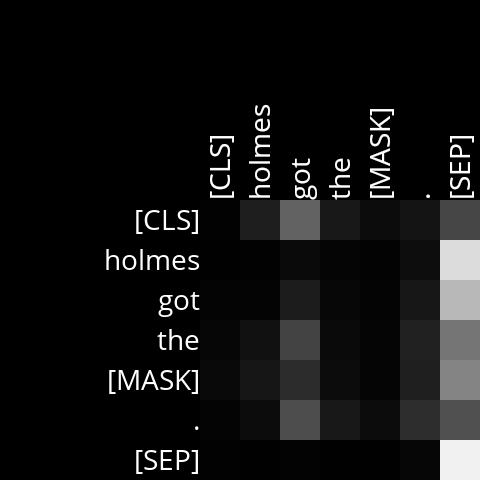 [CLS] holmes got the [MASK] . [SEP]
[CLS]
holmes
got
the
[MASK]
.
[SEP]